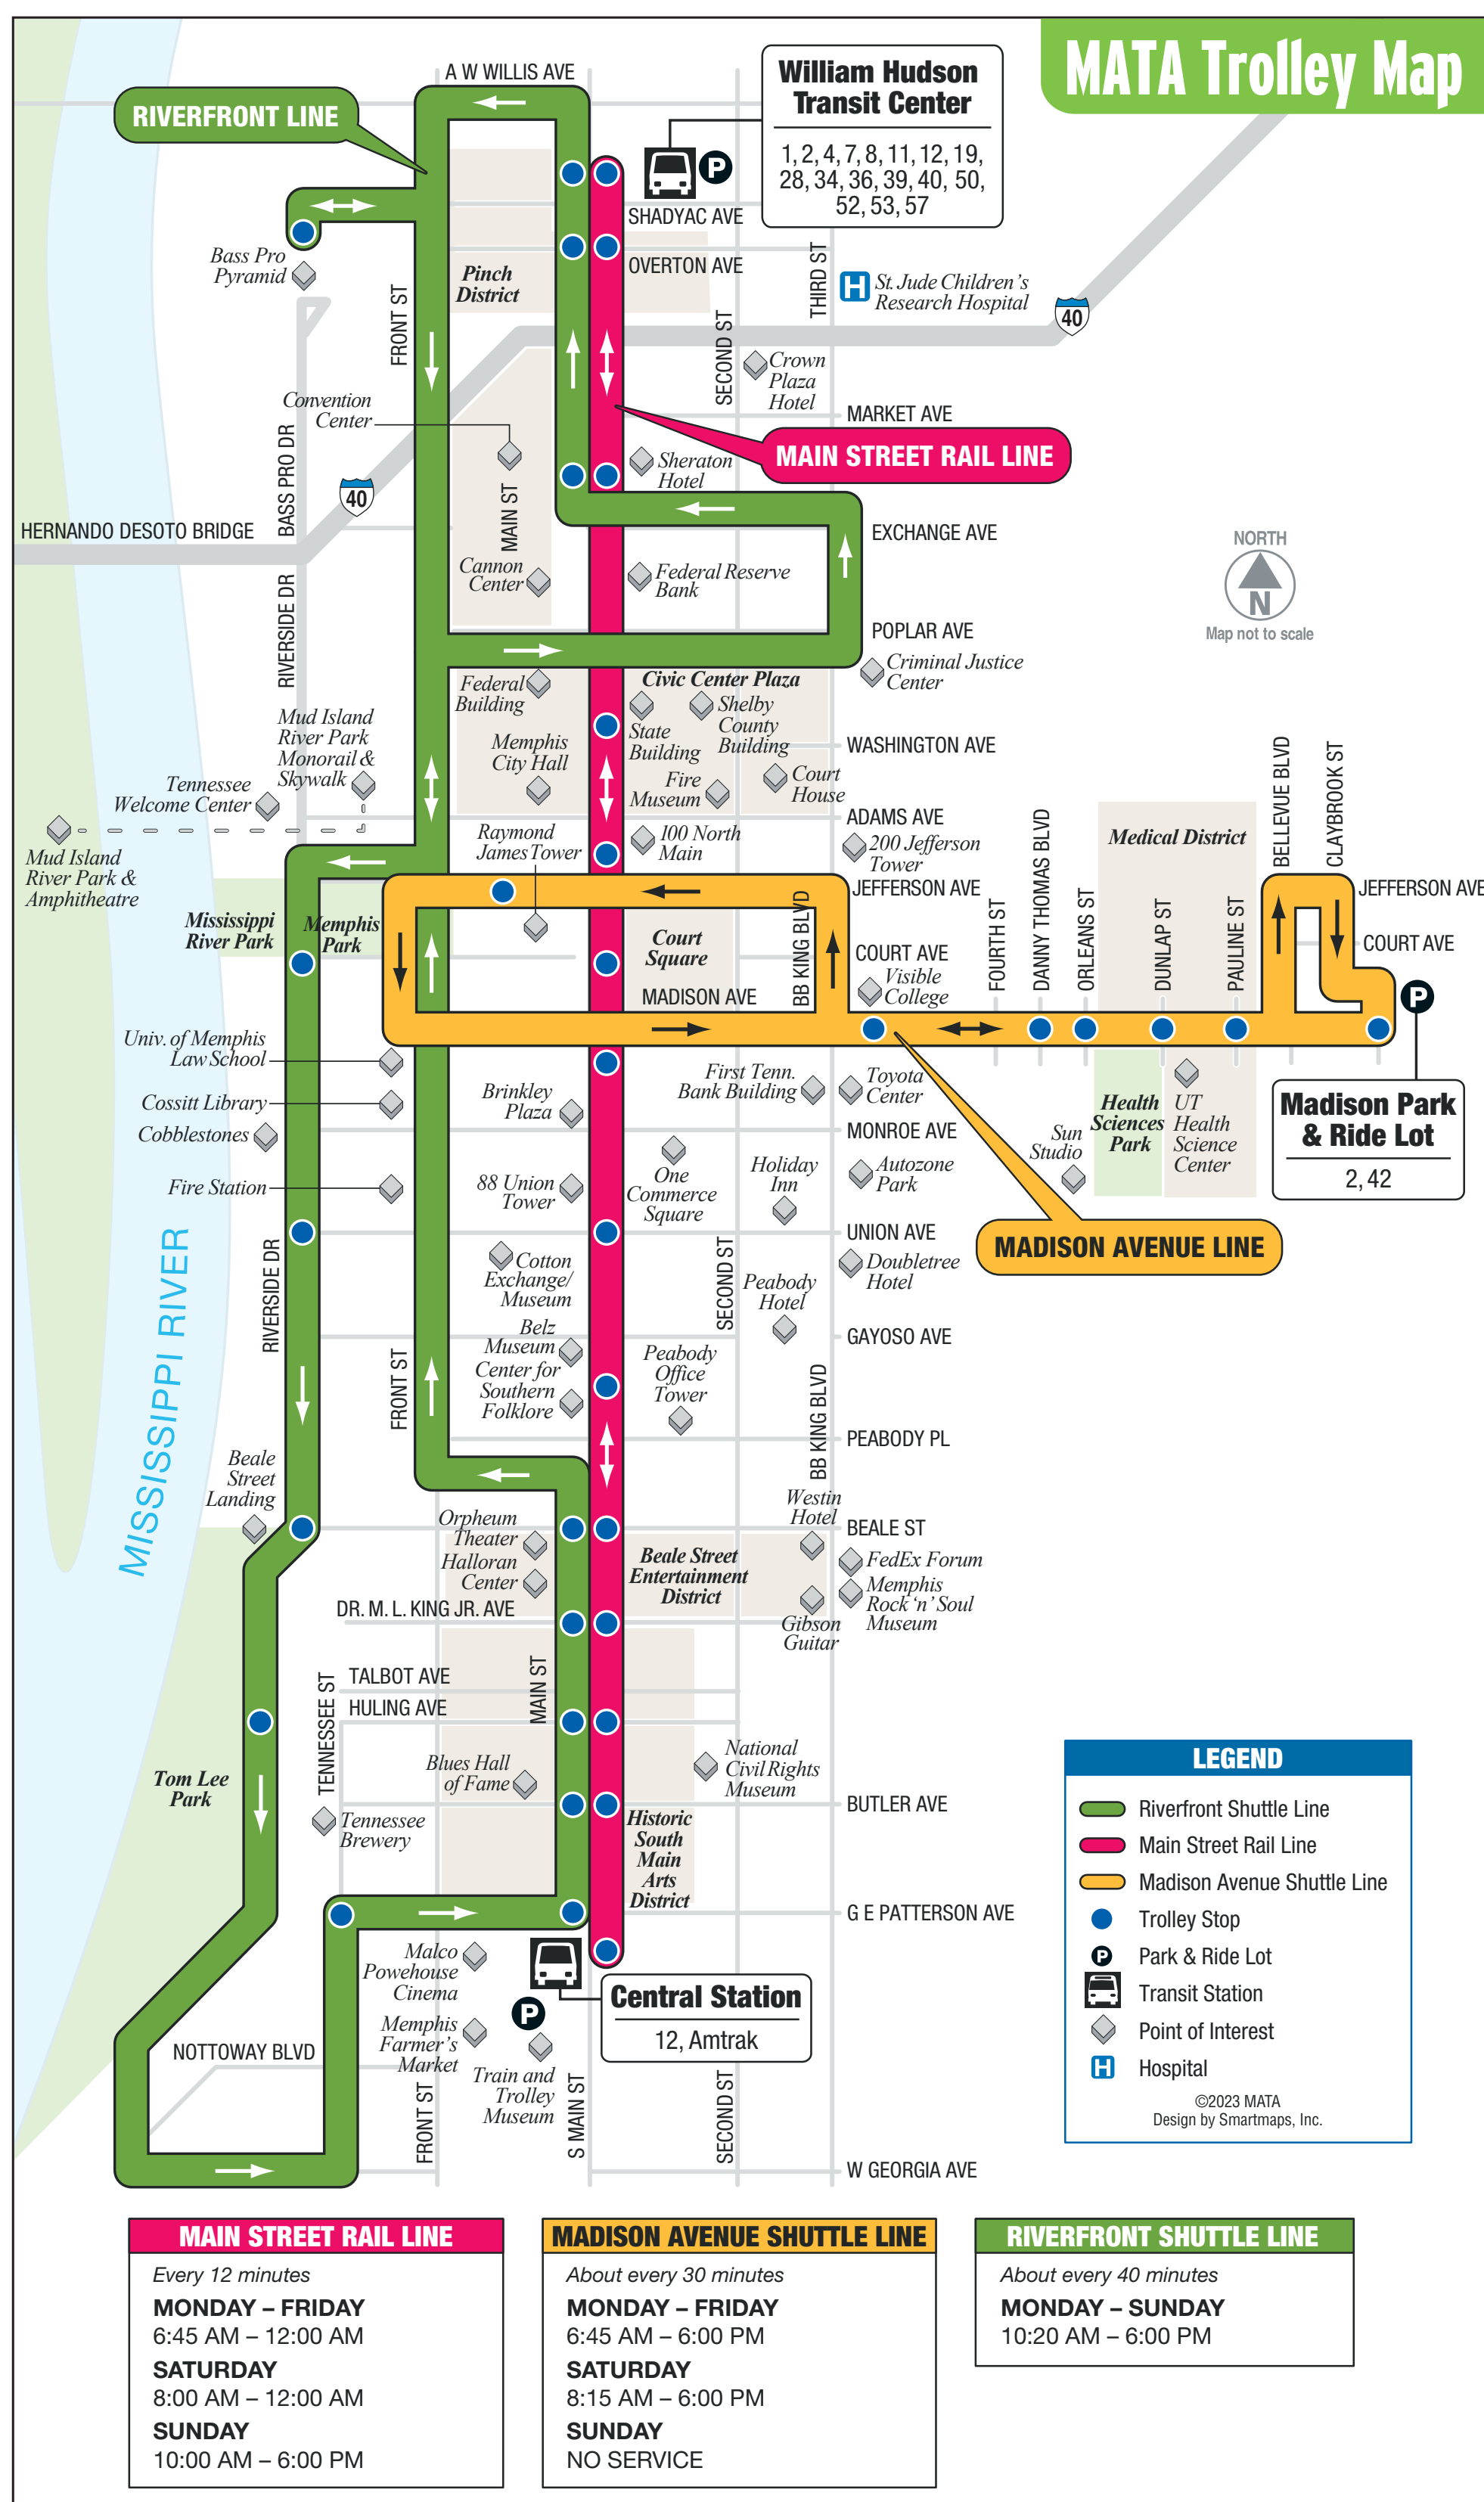 MATA Trolley Map
A W WILLIS AVE
William Hudson
Transit Center
1, 2, 4, 7, 8, 11, 12, 19,
28, 34, 36, 39, 40, 50,
52, 53, 57
RIVERFRONT LINE
P
SHADYAC AVE
Bass Pro
Pyramid
Pinch
District
OVERTON AVE
THIRD ST
H
St. Jude Children's
Research Hospital
FRONT ST
40
SECOND ST
Crown
Plaza
Hotel
Convention
Center
MARKET AVE
MAIN STREET RAIL LINE
BASS PRO DR
Sheraton
Hotel
40
MAIN ST
HERNANDO DESOTO BRIDGE
EXCHANGE AVE
NORTH
N
Map not to scale
Cannon
Center
Federal Reserve
Bank
RIVERSIDE DR
POPLAR AVE
Criminal Justice
Center
Federal
Building
Civic Center Plaza
State
Building
Shelby
County
Building
Mud Island
River Park
Monorail &
Skywalk
Memphis
City Hall
WASHINGTON AVE
Tennessee
Welcome Center
Fire
Museum
Court
House
BELLEVUE BLVD
CLAYBROOK ST
ADAMS AVE
Mud Island
River Park &
Amphitheatre
Raymond
James Tower
100 North
Main
200 Jefferson
Tower
DANNY THOMAS BLVD
Medical District
JEFFERSON AVE
JEFFERSON AVE
Mississippi
River Park
Memphis
Park
Court
Square
BB KING BLVD
COURT AVE
FOURTH ST
ORLEANS ST
DUNLAP ST
PAULINE ST
COURT AVE
Visible
College
MADISON AVE
P
Univ. of Memphis
Law School
First Tenn.
Bank Building
Toyota
Center
Cossitt Library
Brinkley
Plaza
Cobblestones
MONROE AVE
Sun
Studio
Health
Sciences
Park
UT
Health
Science
Center
Madison Park
& Ride Lot
2, 42
Fire Station
88 Union
Tower
One
Commerce
Square
Holiday
Inn
Autozone
Park
UNION AVE
MADISON AVENUE LINE
MISSISSIPPI RIVER
RIVERSIDE DR
Cotton
Exchange/
Museum
SECOND ST
Doubletree
Hotel
Peabody
Hotel
Belz
Museum
GAYOSO AVE
FRONT ST
Center for
Southern
Folklore
Peabody
Office
Tower
BB KING BLVD
PEABODY PL
Beale
Street
Landing
Westin
Hotel
Orpheum
Theater
BEALE ST
Halloran
Center
Beale Street
Entertainment
District
FedEx Forum
Memphis
Rock 'n' Soul
Museum
Gibson
Guitar
DR. M. L. KING JR. AVE
MAIN ST
TALBOT AVE
HULING AVE
TENNESSEE ST
Tom Lee
Park
Blues Hall
of Fame
National
Civil Rights
Museum
BUTLER AVE
Tennessee
Brewery
Historic
South
Main
Arts
District
G E PATTERSON AVE
Malco
Powehouse
Cinema
Central Station
12, Amtrak
P
Memphis
Farmer's
Market
Train and
Trolley
Museum
NOTTOWAY BLVD
FRONT ST
S MAIN ST
SECOND ST
W GEORGIA AVE
LEGEND
Riverfront Shuttle Line
Main Street Rail Line
Madison Avenue Shuttle Line
Trolley Stop
P Park & Ride Lot
Transit Station
Point of Interest
H Hospital
©2023 MATA
Design by Smartmaps, Inc.
MAIN STREET RAIL LINE
Every 12 minutes
MONDAY – FRIDAY
6:45 AM – 12:00 AM
SATURDAY
8:00 AM – 12:00 AM
SUNDAY
10:00 AM – 6:00 PM
MADISON AVENUE SHUTTLE LINE
About every 30 minutes
MONDAY – FRIDAY
6:45 AM – 6:00 PM
SATURDAY
8:15 AM – 6:00 PM
SUNDAY
NO SERVICE
RIVERFRONT SHUTTLE LINE
About every 40 minutes
MONDAY – SUNDAY
10:20 AM – 6:00 PM